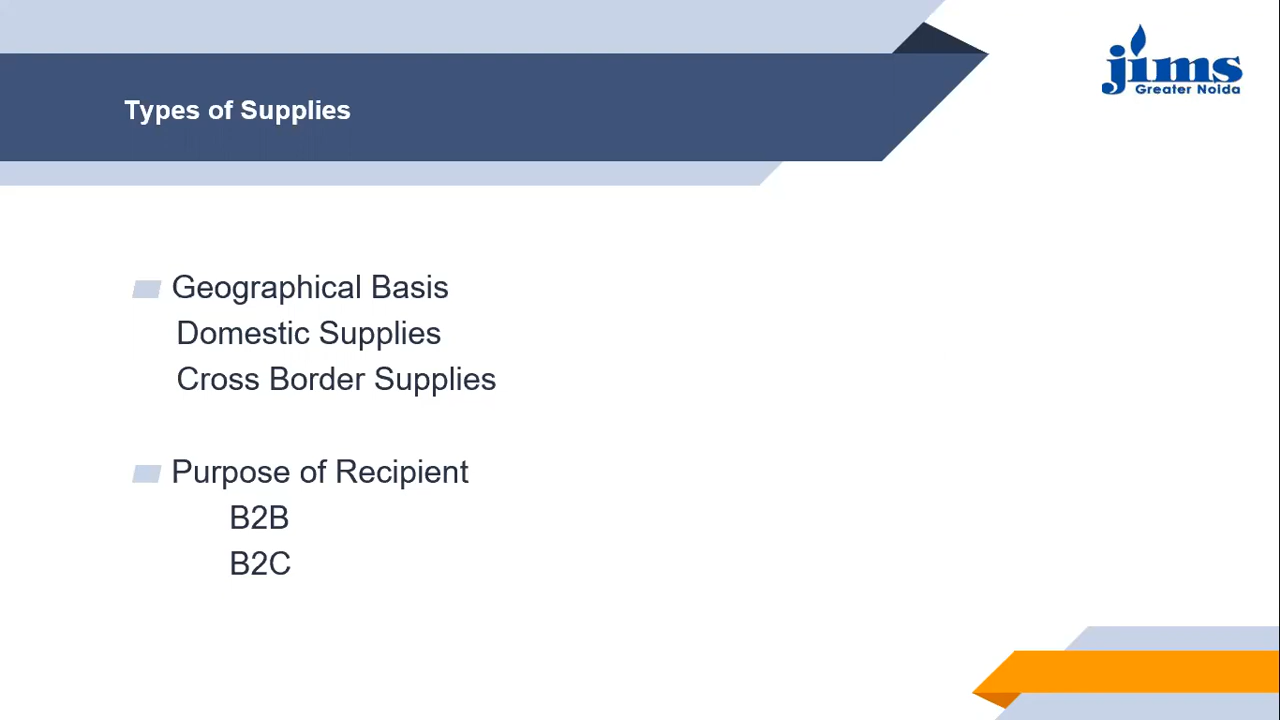 Types of Supplies
jims
Greater Noida
Geographical Basis
Domestic Supplies
Cross Border Supplies
Purpose of Recipient
B2B
B2C